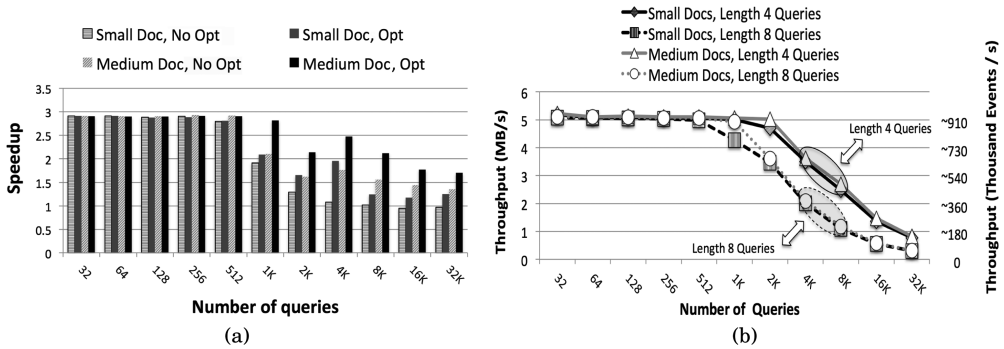 Small Doc, No Opt
Small Doc, Opt
Medium Doc, No Opt
Medium Doc, Opt
Speedup
3.5
3
2.5
2
1.5
1
0.5
0
32
64
128
256
512
1K
2K
4K
8K
16K
32K
Number of queries
(a)
Small Docs, Length 4 Queries
Small Docs, Length 8 Queries
Medium Docs, Length 4 Queries
Medium Docs, Length 8 Queries
Throughput (MB/s)
6
5
4
3
2
1
0
Length 4 Queries
Length 8 Queries
~910
~730
~540
~360
~180
0
Throughput (Thousand Events / s)
32
64
128
256
512
1K
2K
4K
8K
16K
32K
Number of Queries
(b)